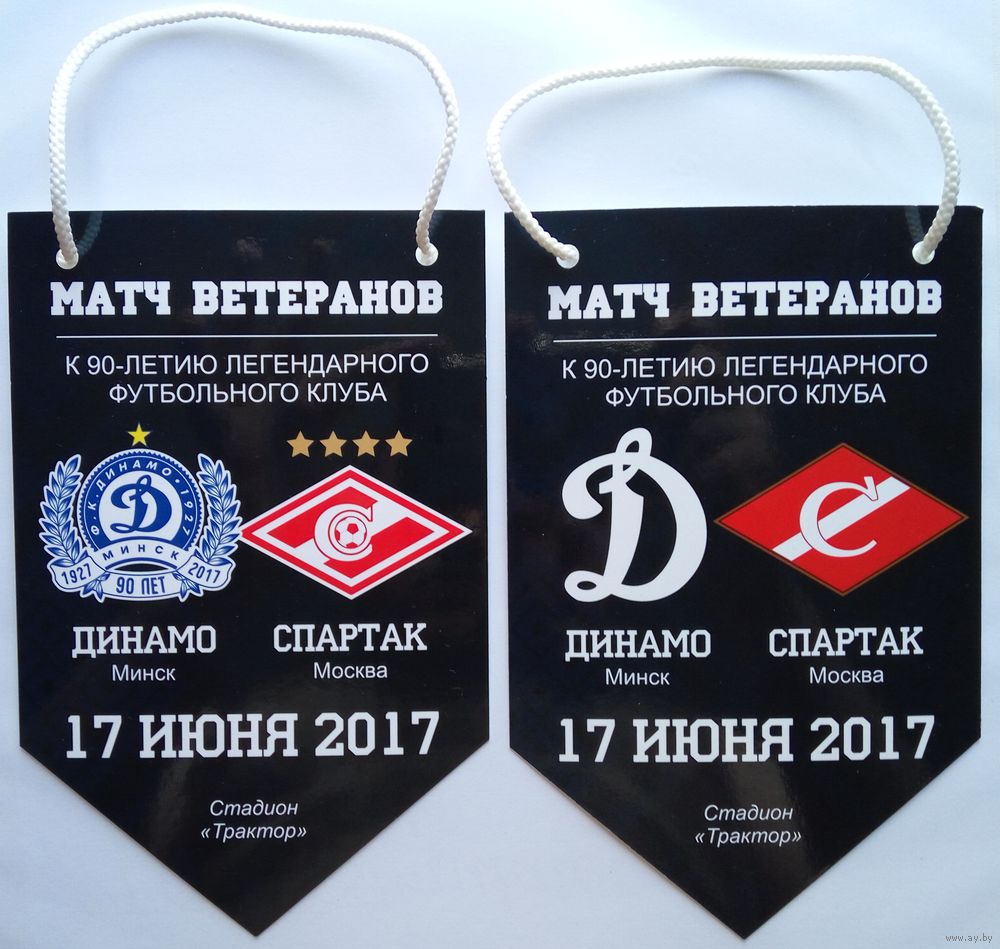 МАТЧ ВЕТЕРАНОВ
К 90-ЛЕТИЮ ЛЕГЕНДАРНОГО
ФУТБОЛЬНОГО КЛУБА
Ф.К. ДИНАМО • 1927
Д
МИНСК
1927 90 ЛЕТ 2017
С
ДИНАМО СПАРТАК
Минск Москва
17 ИЮНЯ 2017
Стадион
«Трактор»
МАТЧ ВЕТЕРАНОВ
К 90-ЛЕТИЮ ЛЕГЕНДАРНОГО
ФУТБОЛЬНОГО КЛУБА
Д С
ДИНАМО СПАРТАК
Минск Москва
17 ИЮНЯ 2017
Стадион
«Трактор»
www.ay.by